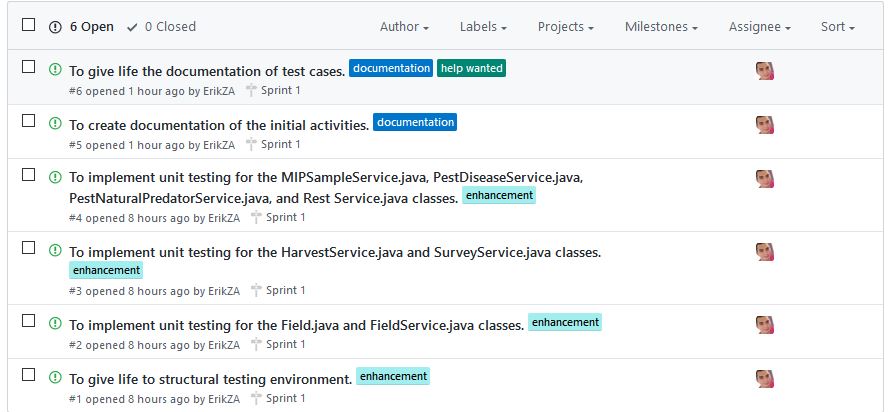 6 Open 0 Closed Author Labels Projects Milestones Assignee Sort
To give life the documentation of test cases. documentation help wanted
#6 opened 1 hour ago by ErikZA Sprint 1
To create documentation of the initial activities. documentation
#5 opened 1 hour ago by ErikZA Sprint 1
To implement unit testing for the MIPSampleService.java, PestDiseaseService.java,
PestNaturalPredatorService.java, and Rest Service.java classes. enhancement
#4 opened 8 hours ago by ErikZA Sprint 1
To implement unit testing for the HarvestService.java and SurveyService.java classes.
enhancement
#3 opened 8 hours ago by ErikZA Sprint 1
To implement unit testing for the Field.java and FieldService.java classes. enhancement
#2 opened 8 hours ago by ErikZA Sprint 1
To give life to structural testing environment. enhancement
#1 opened 8 hours ago by ErikZA Sprint 1